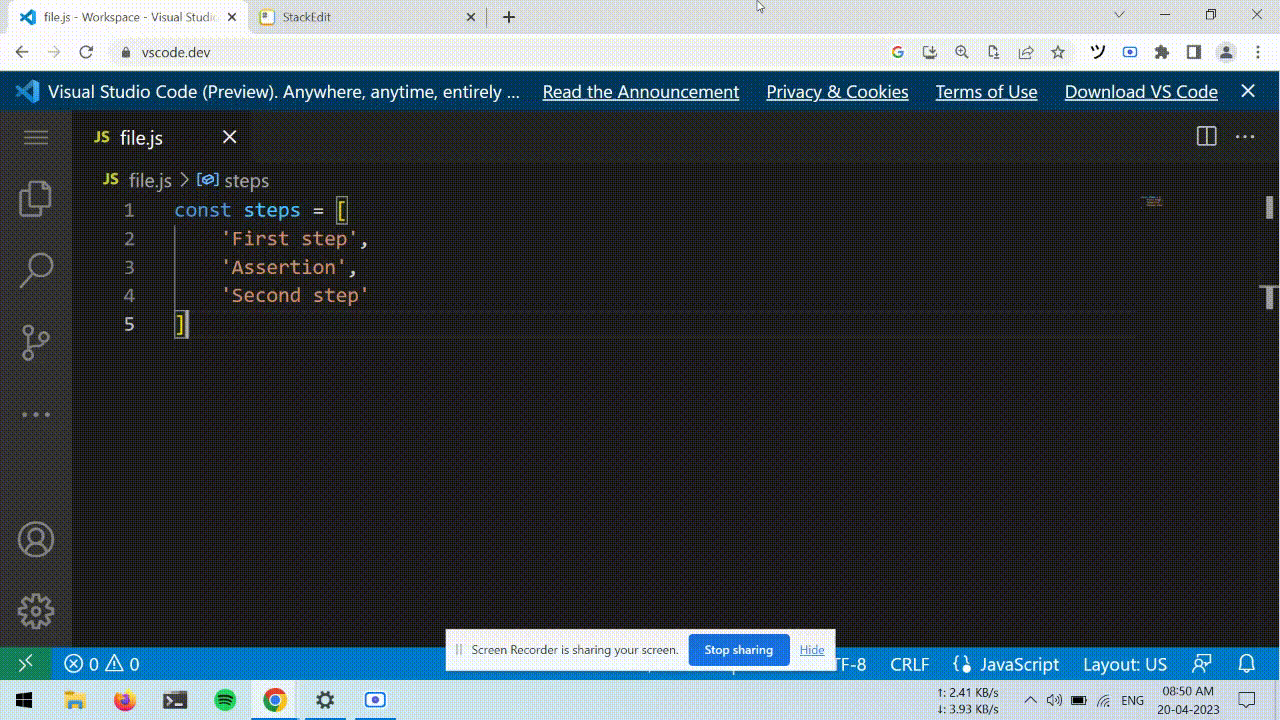 file.js - Workspace - Visual Studi
StackEdit
vscode.dev
Visual Studio Code (Preview). Anywhere, anytime, entirely ... Read the Announcement Privacy & Cookies Terms of Use Download VS Code
JS file.js
JS file.js > steps
1 const steps = [
2 'First step',
3 'Assertion',
4 'Second step'
5 ]
Screen Recorder is sharing your screen. Stop sharing Hide
0 0 TF-8 CRLF JavaScript Layout: US
↑: 2.41 KB/s
↓: 3.93 KB/s
ENG
08:50 AM
20-04-2023